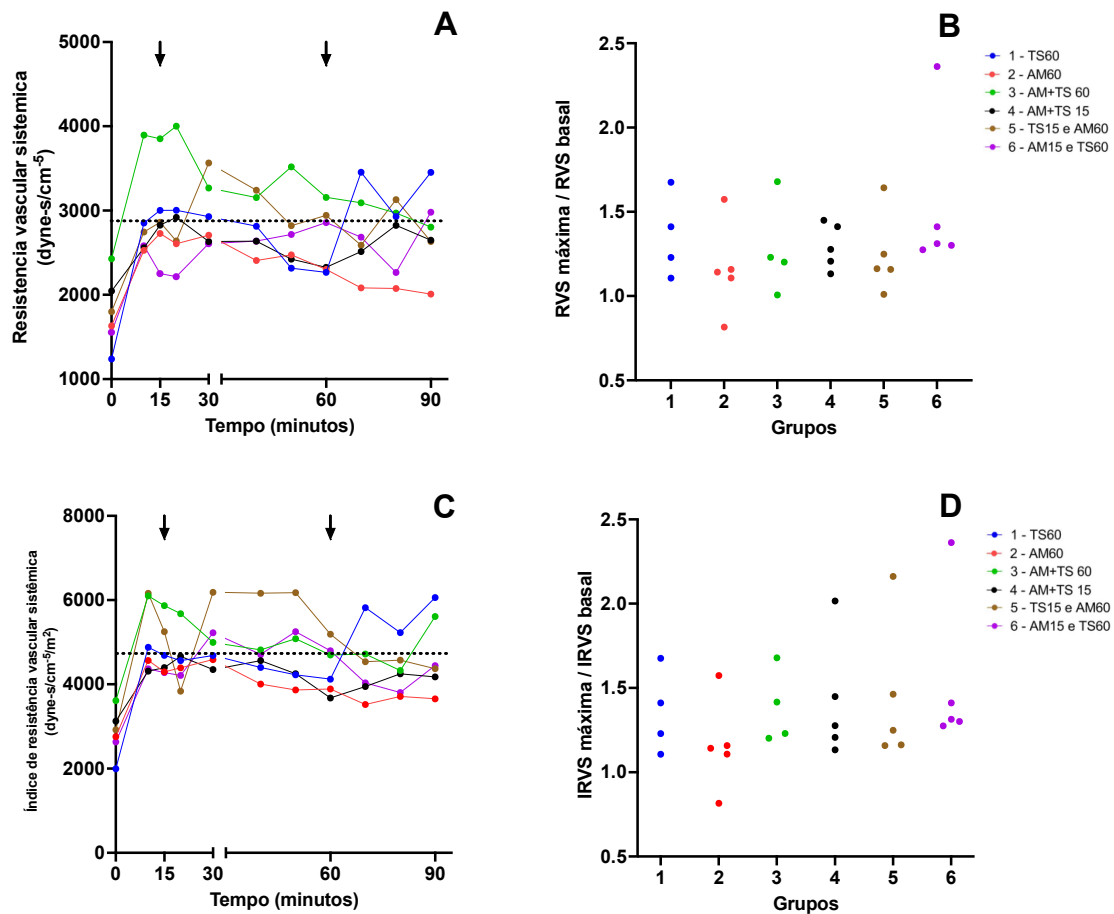 A
Resistencia vascular sistemica
(dyne-s/cm-5)
5000
4000
3000
2000
1000
0
15
30
60
90
Tempo (minutos)
B
RVS máxima / RVS basal
2.5
2.0
1.5
1.0
0.5
1
2
3
4
5
6
Grupos
1 - TS60
2 - AM60
3 - AM+TS 60
4 - AM+TS 15
5 - TS15 e AM60
6 - AM15 e TS60
C
Índice de resistência vascular sistêmica
(dyne-s/cm-5/m2)
8000
6000
4000
2000
0
0
15
30
60
90
Tempo (minutos)
D
IRVS máxima / IRVS basal
2.5
2.0
1.5
1.0
0.5
1
2
3
4
5
6
Grupos
1 - TS60
2 - AM60
3 - AM+TS 60
4 - AM+TS 15
5 - TS15 e AM60
6 - AM15 e TS60